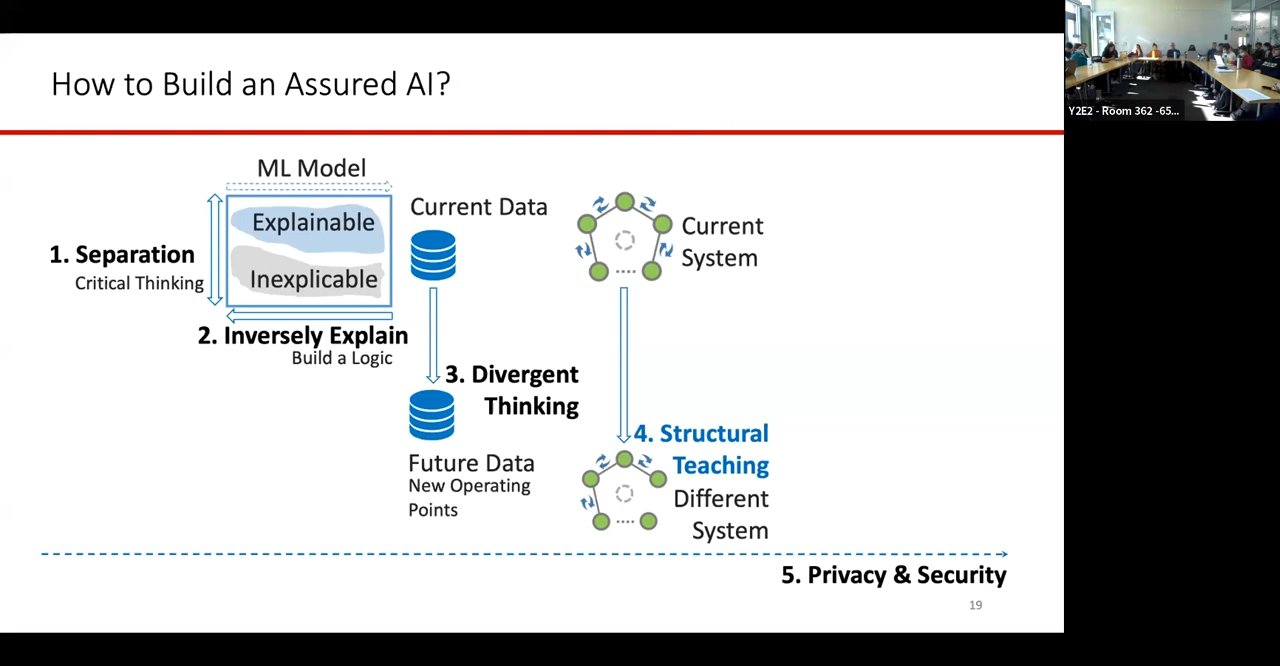 How to Build an Assured AI?
ML Model
Explainable
Inexplicable
1. Separation
Critical Thinking
2. Inversely Explain
Build a Logic
Current Data
3. Divergent
Thinking
Future Data
New Operating
Points
Current
System
4. Structural
Teaching
Different
System
5. Privacy & Security
19
Y2E2 - Room 362 -65...